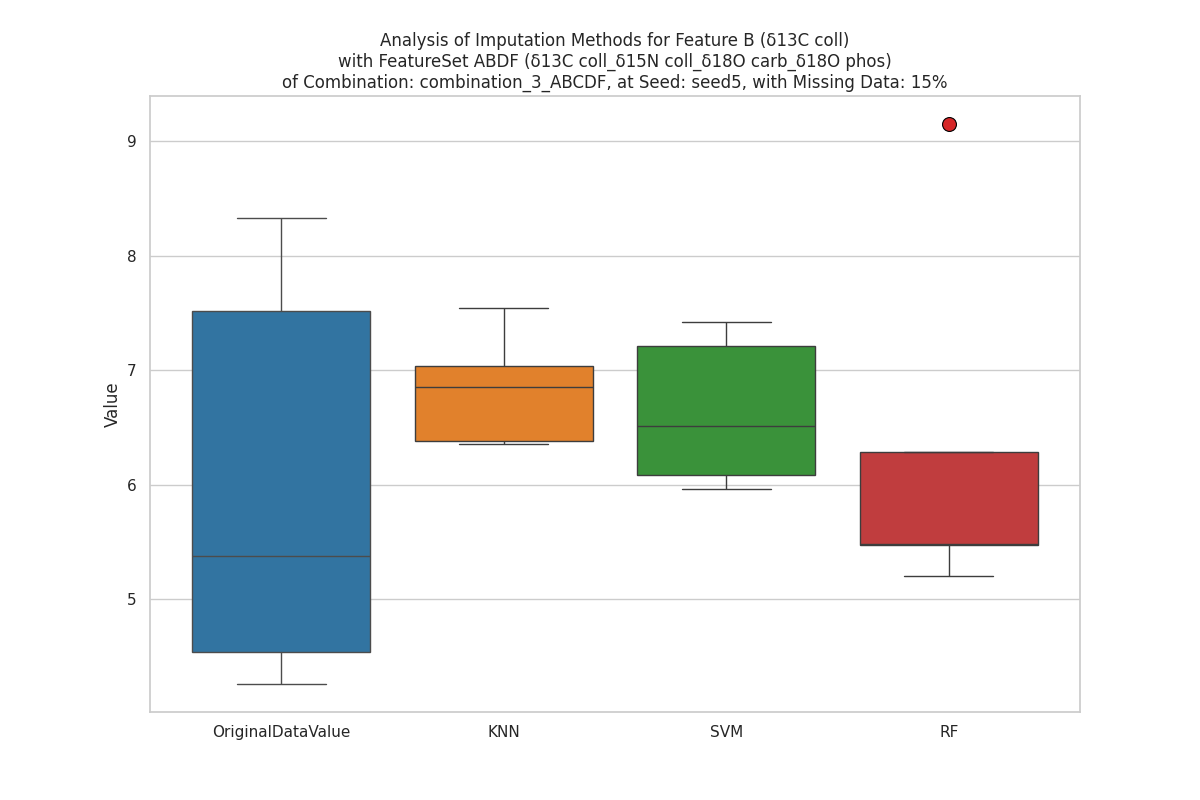 Analysis of Imputation Methods for Feature B (δ13C coll)
with FeatureSet ABDF (δ13C coll_δ15N coll_δ18O carb_δ18O phos)
of Combination: combination_3_ABCDF, at Seed: seed5, with Missing Data: 15%
9
8
7
6
5
Value
OriginalDataValue
KNN
SVM
RF